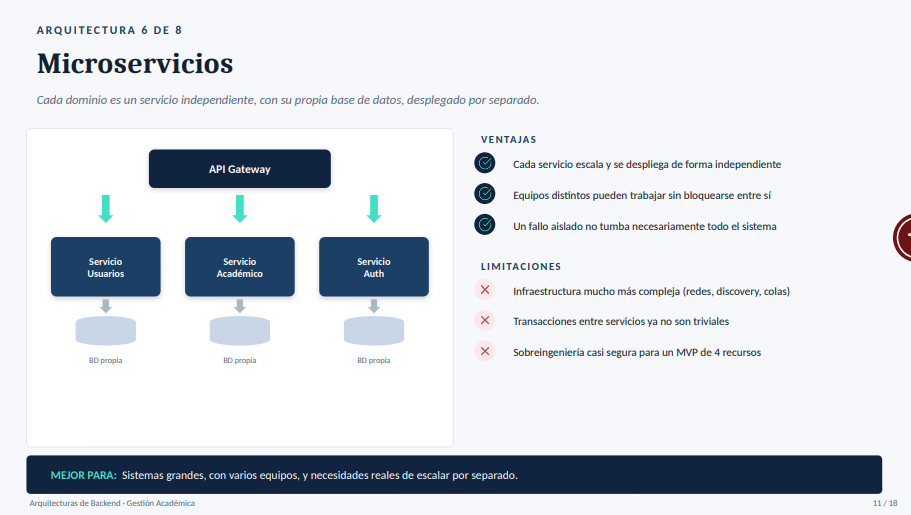 ARQUITECTURA 6 DE 8
Microservicios
Cada dominio es un servicio independiente, con su propia base de datos, desplegado por separado.
API Gateway
Servicio
Usuarios
Servicio
Académico
Servicio
Auth
BD propia
BD propia
BD propia
VENTAJAS
Cada servicio escala y se despliega de forma independiente
Equipos distintos pueden trabajar sin bloquearse entre sí
Un fallo aislado no tumba necesariamente todo el sistema
LIMITACIONES
Infraestructura mucho más compleja (redes, discovery, colas)
Transacciones entre servicios ya no son triviales
Sobreingeniería casi segura para un MVP de 4 recursos
MEJOR PARA: Sistemas grandes, con varios equipos, y necesidades reales de escalar por separado.
Arquitecturas de Backend - Gestión Académica
11 / 18